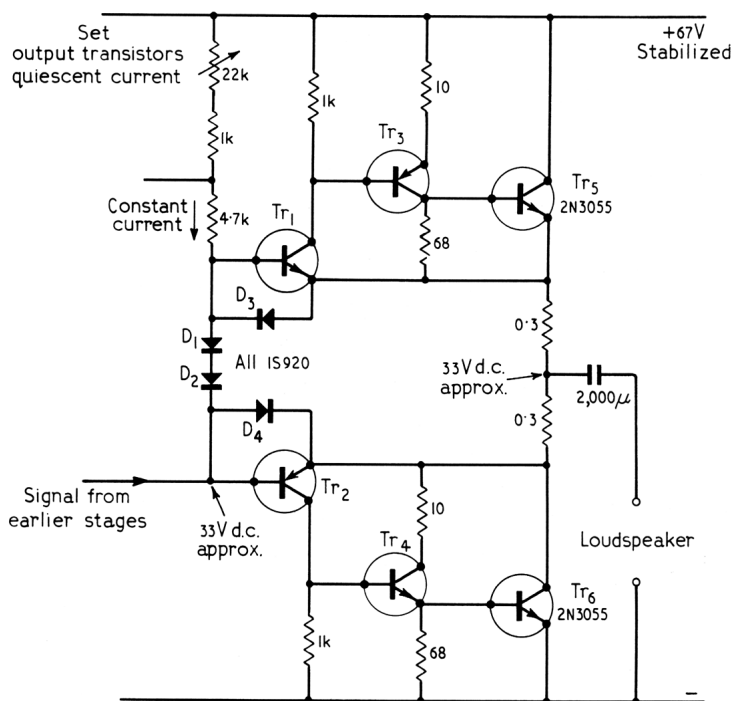 Set
output transistors
quiescent current
22k
1k
1k
10
+67V
Stabilized
Tr3
Tr5
2N3055
Constant
current
4·7k
Tr1
68
D3
D1
D2
All 1S920
D4
0·3
33V d.c.
approx.
2,000μ
0·3
Signal from
earlier stages
33V d.c.
approx.
Tr2
10
Tr4
Loudspeaker
Tr6
2N3055
1k
68
−